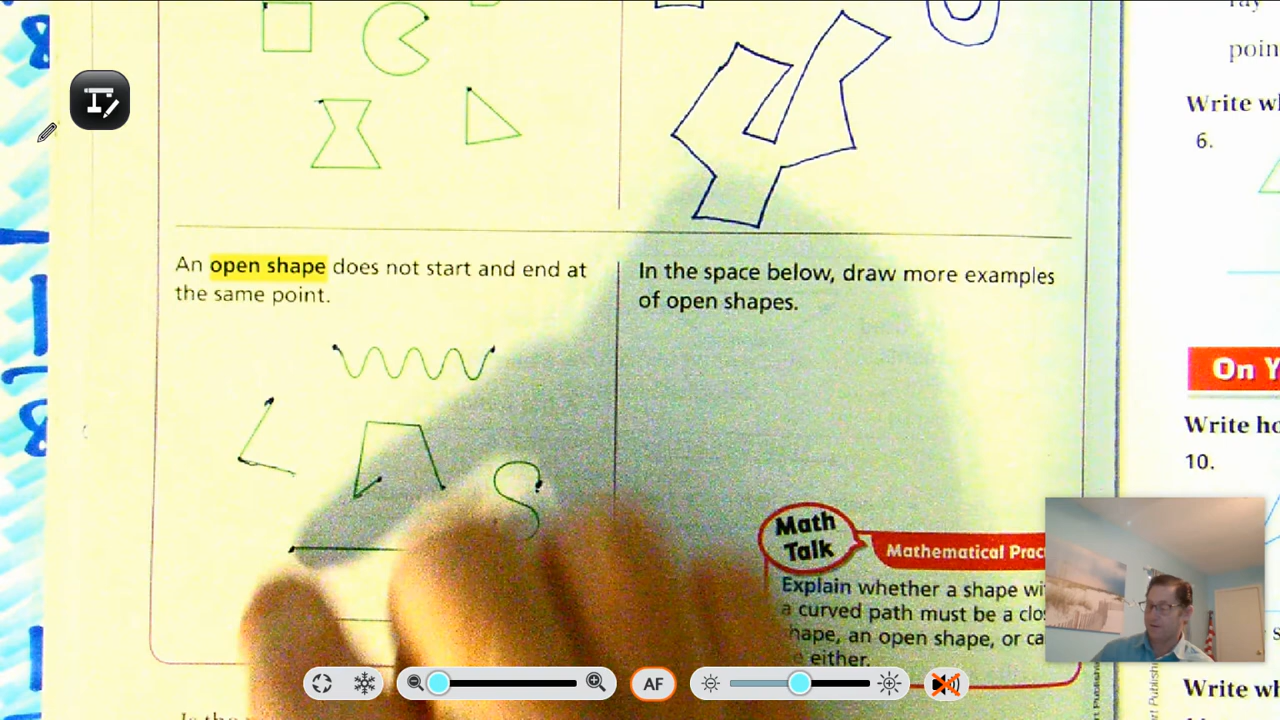 poin
Write w
6.
An open shape does not start and end at
the same point.
In the space below, draw more examples
of open shapes.
On Y
Write ho
10.
Math
Talk
Mathematical Prac
Explain whether a shape wi
a curved path must be a clo
hape, an open shape, or ca
e either.
AF
Write wh